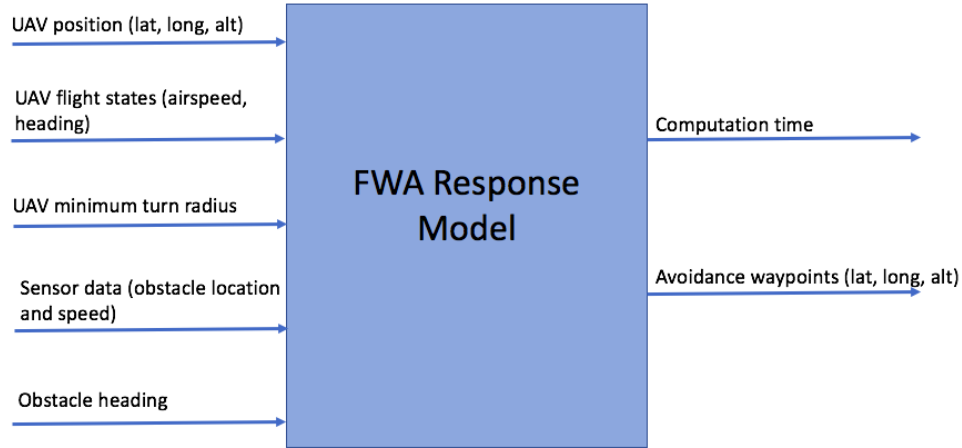 UAV position (lat, long, alt)
UAV flight states (airspeed,
heading)
UAV minimum turn radius
Sensor data (obstacle location
and speed)
Obstacle heading
FWA Response
Model
Computation time
Avoidance waypoints (lat, long, alt)